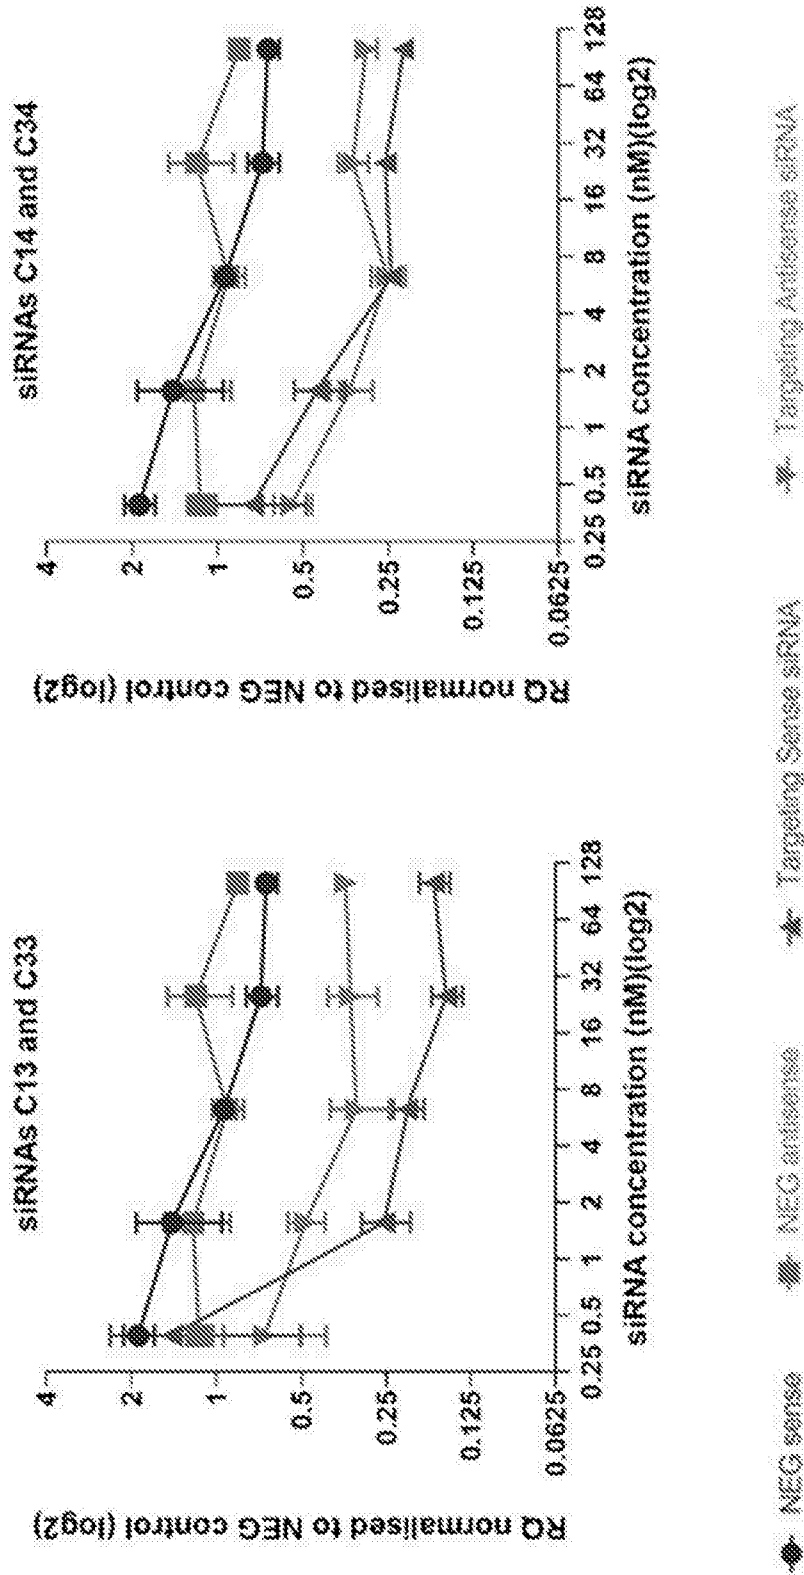 siRNAs C13 and C33
RQ normalised to NEG control (log2)
4
2
1
0.5
0.25
0.125
0.0625
0.25 0.5 1 2 4 8 16 32 64 128
siRNA concentration (nM)(log2)
siRNAs C14 and C34
RQ normalised to NEG control (log2)
4
2
1
0.5
0.25
0.125
0.0625
0.25 0.5 1 2 4 8 16 32 64 128
siRNA concentration (nM)(log2)
NEG sense NEG antisense Targeting Sense siRNA Targeting Antisense siRNA